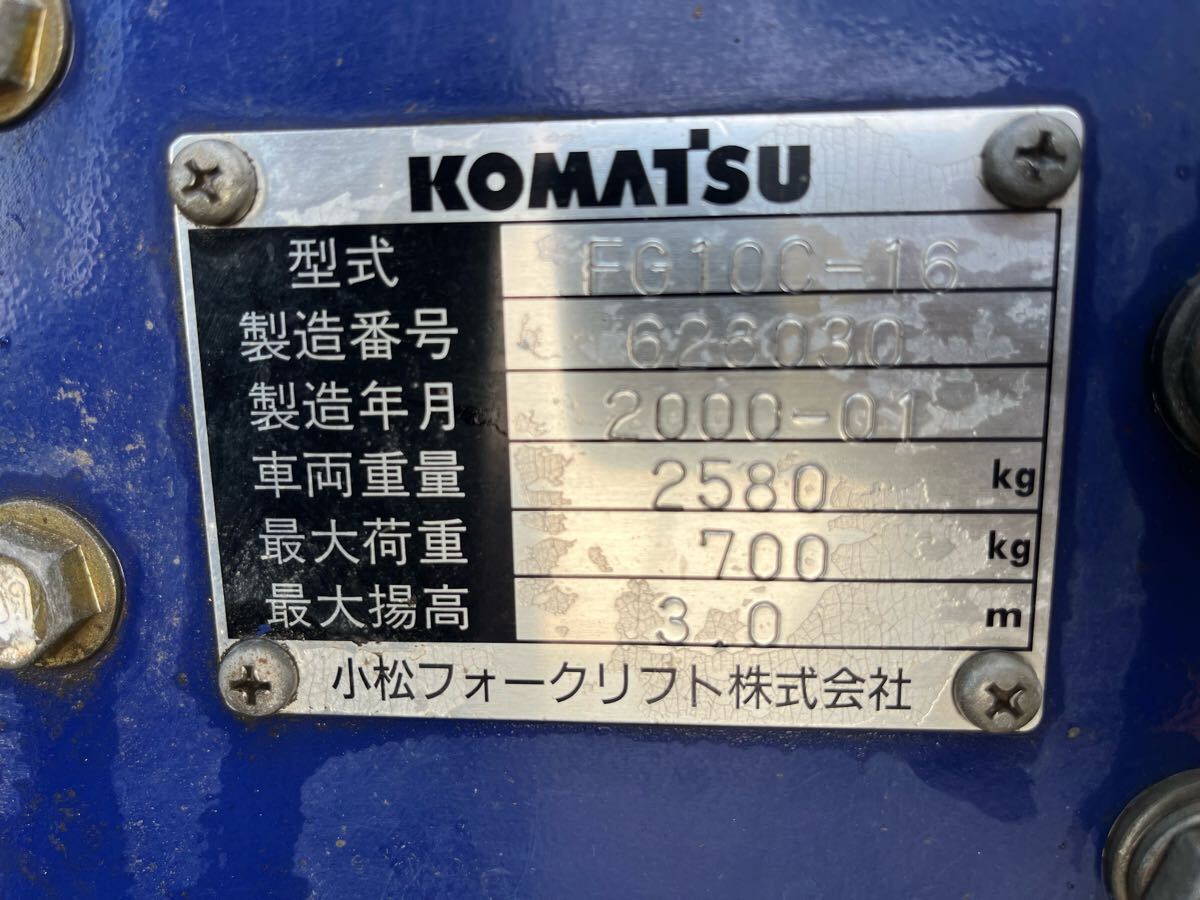 KOMATSU
型式 FG10C-16
製造番号 628030
製造年月 2000-01
車両重量 2580 kg
最大荷重 700 kg
最大揚高 3.0 m
小松フォークリフト株式会社